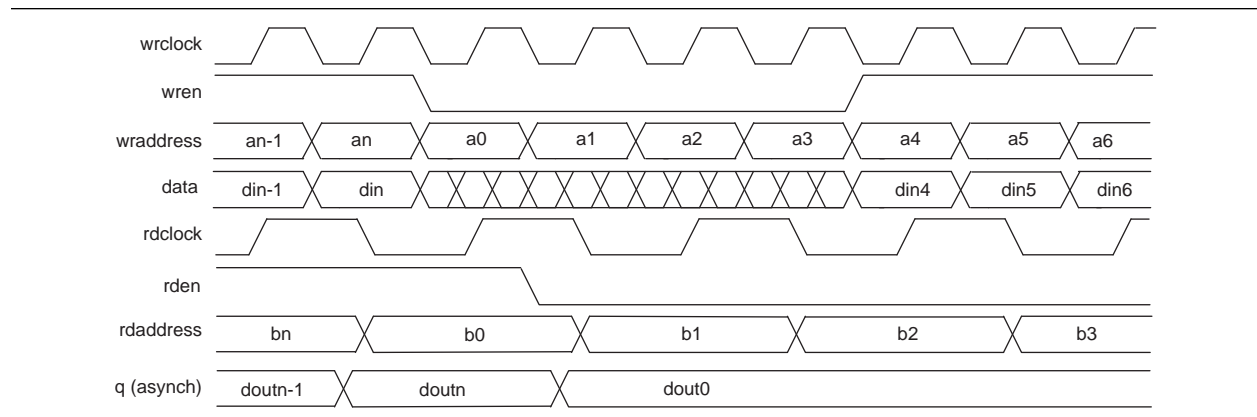 wrclock
wren
wraddress an-1 an a0 a1 a2 a3 a4 a5 a6
data din-1 din din4 din5 din6
rdclock
rden
rdaddress bn b0 b1 b2 b3
q (asynch) doutn-1 doutn dout0